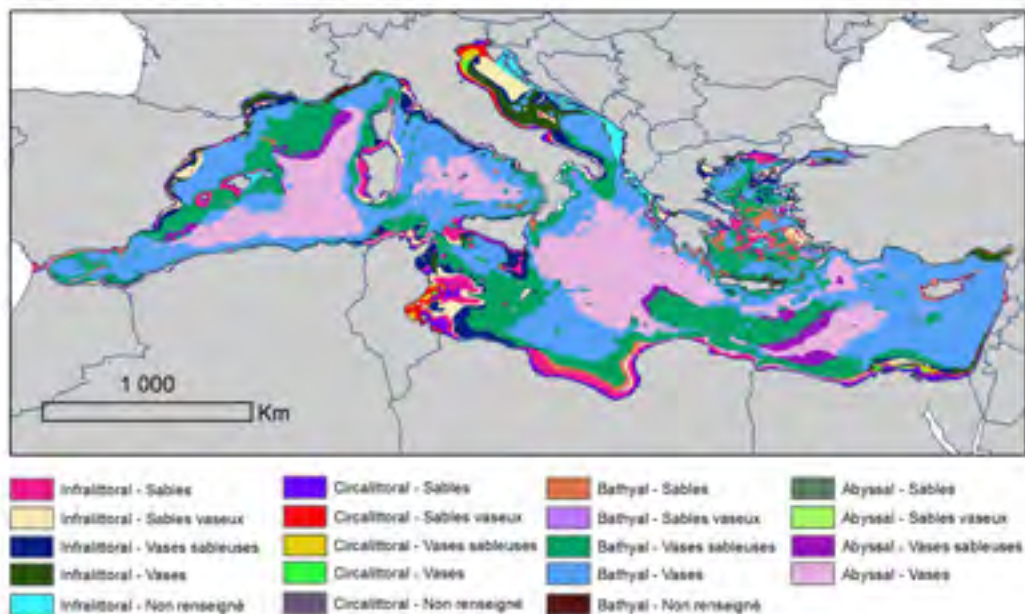 1 000
Km
Infralittoral - Sables
Infralittoral - Sables vaseux
Infralittoral - Vases sableuses
Infralittoral - Vases
Infralittoral - Non renseigné
Circalittoral - Sables
Circalittoral - Sables vaseux
Circalittoral - Vases sableuses
Circalittoral - Vases
Circalittoral - Non renseigné
Bathyal - Sables
Bathyal - Sables vaseux
Bathyal - Vases sableuses
Bathyal - Vases
Bathyal - Non renseigné
Abyssal - Sables
Abyssal - Sables vaseux
Abyssal - Vases sableuses
Abyssal - Vases